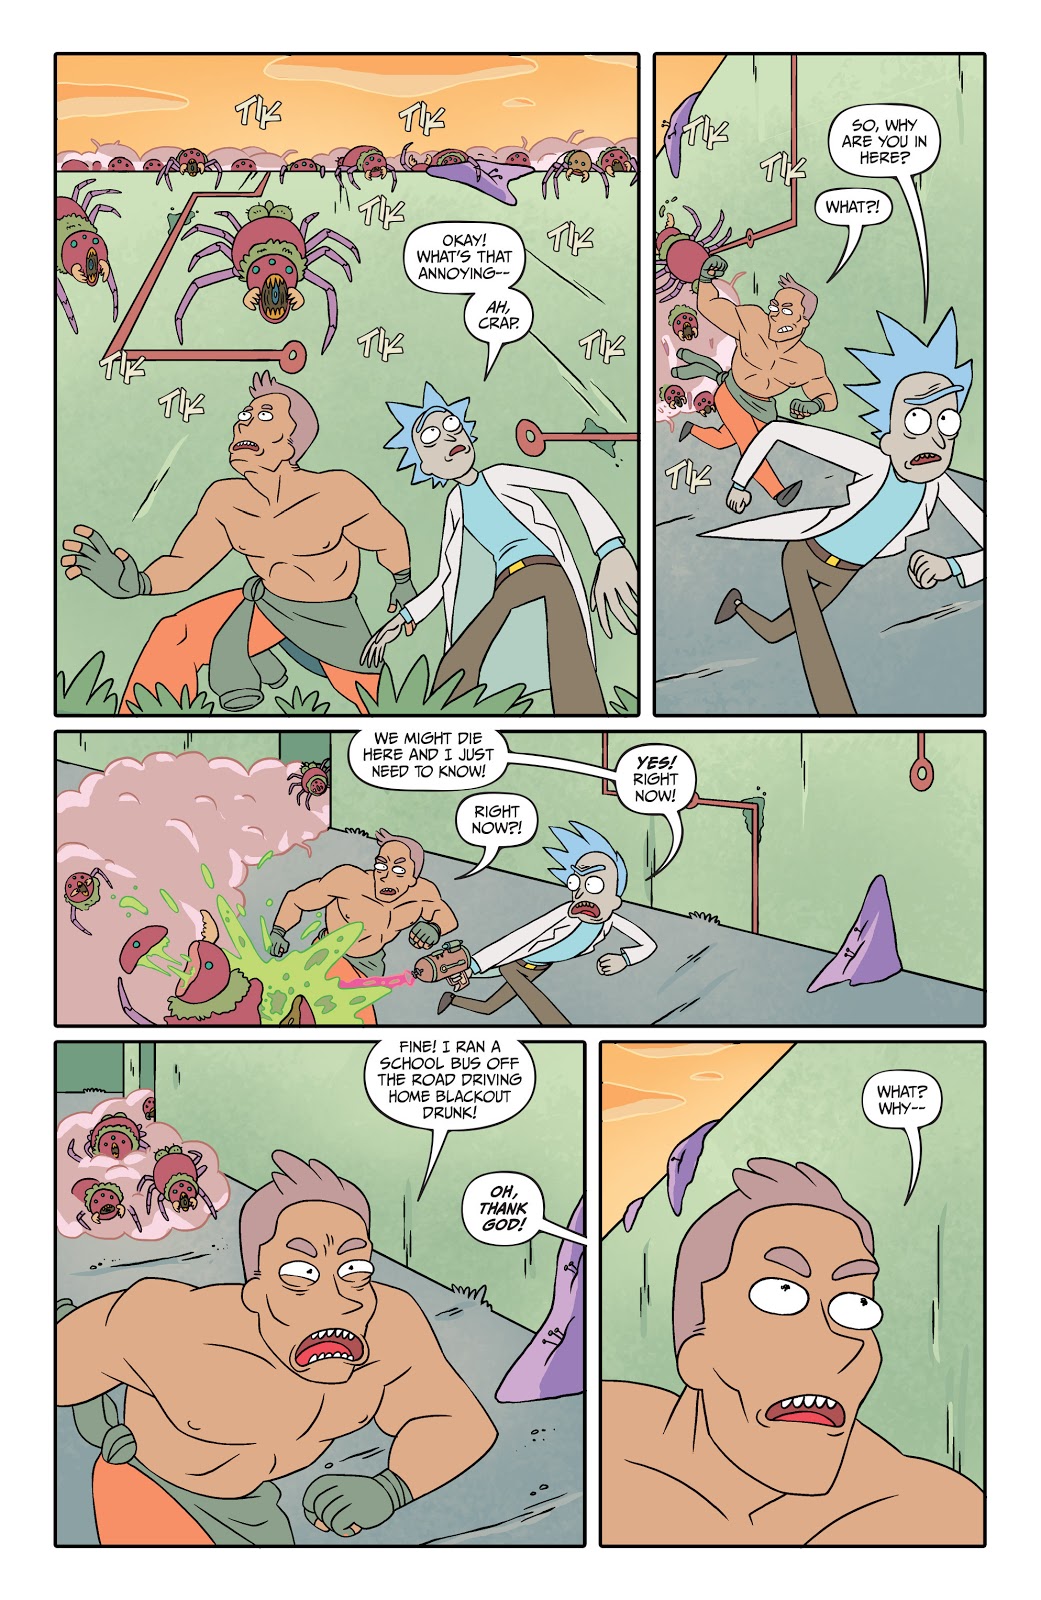 TIK
TIK
TIK
TIK
TIK
TIK
TIK
TIK
OKAY!
WHAT'S THAT
ANNOYING--
AH,
CRAP.
TIK
TIK
TIK
SO, WHY
ARE YOU IN
HERE?
WHAT?!
WE MIGHT DIE
HERE AND I JUST
NEED TO KNOW!
RIGHT
NOW?!
YES!
RIGHT
NOW!
FINE! I RAN A
SCHOOL BUS OFF
THE ROAD DRIVING
HOME BLACKOUT
DRUNK!
OH,
THANK
GOD!
WHAT?
WHY--